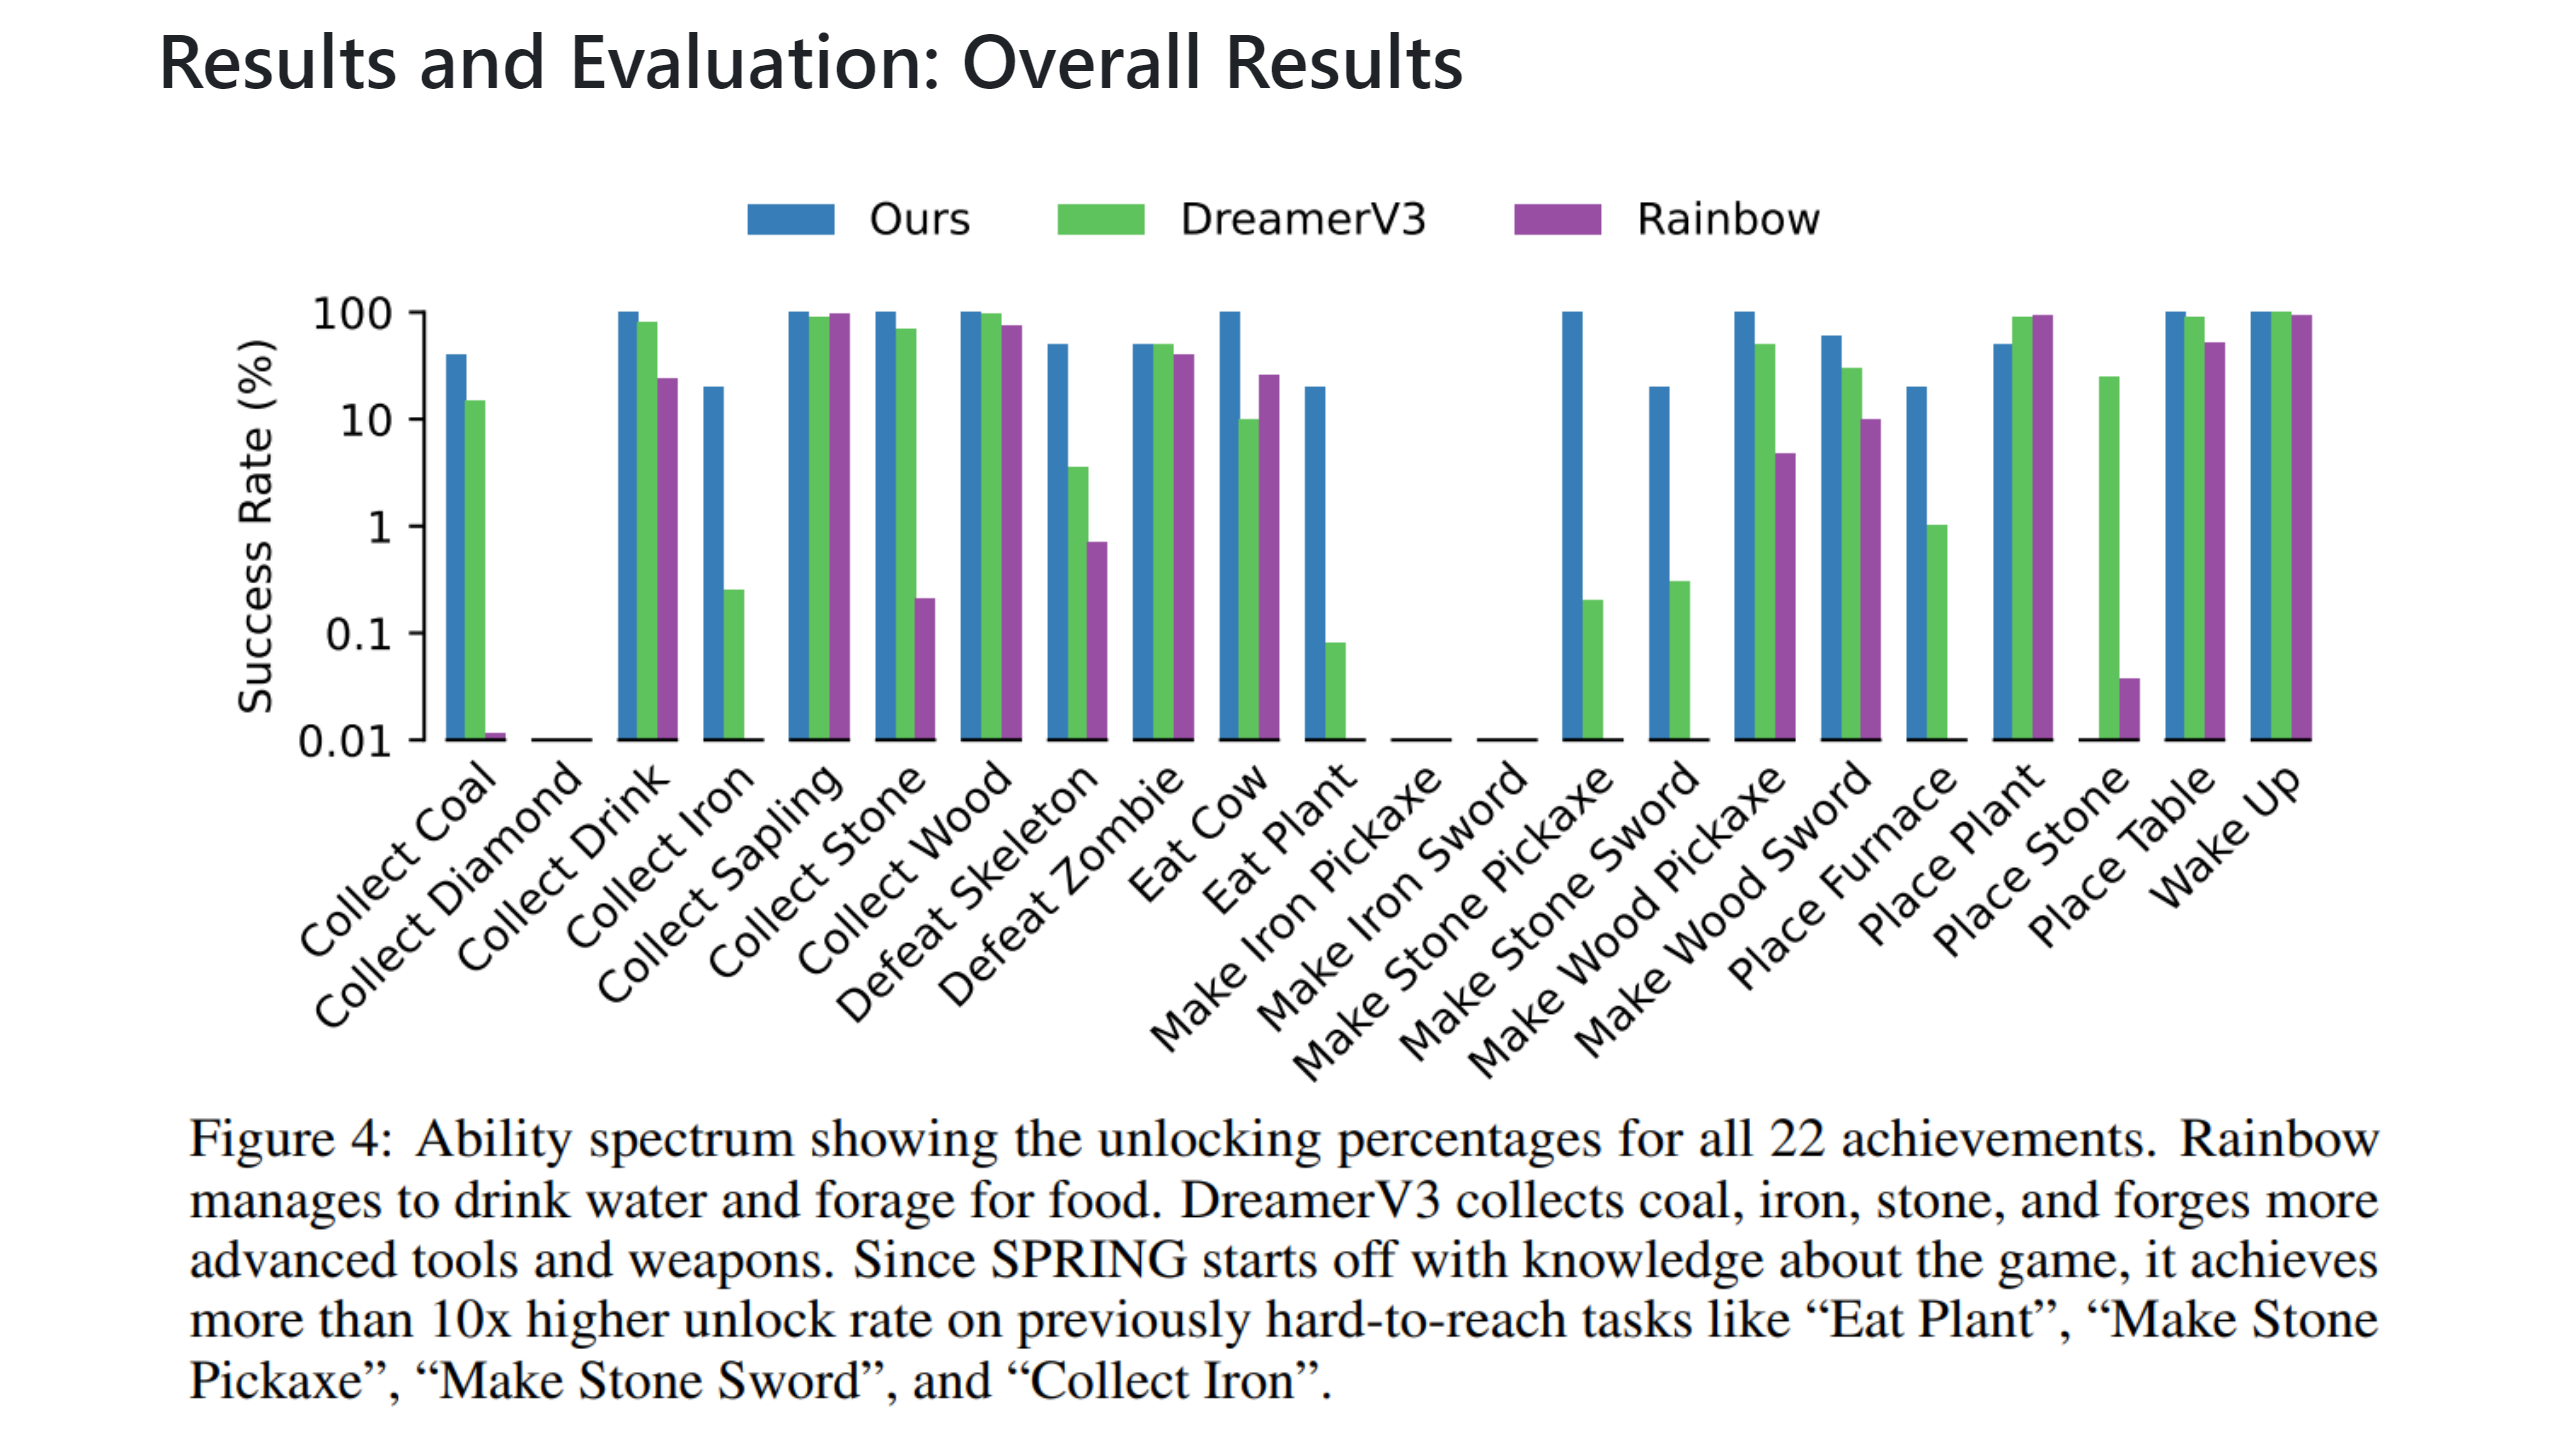 Results and Evaluation: Overall Results
Ours
DreamerV3
Rainbow
Success Rate (%)
100
10
1
0.1
0.01
Collect Coal
Collect Diamond
Collect Drink
Collect Iron
Collect Sapling
Collect Stone
Collect Wood
Defeat Skeleton
Defeat Zombie
Eat Cow
Eat Plant
Make Iron Pickaxe
Make Iron Sword
Make Stone Pickaxe
Make Stone Sword
Make Wood Pickaxe
Make Wood Sword
Place Furnace
Place Plant
Place Stone
Place Table
Wake Up
Figure 4: Ability spectrum showing the unlocking percentages for all 22 achievements. Rainbow
manages to drink water and forage for food. DreamerV3 collects coal, iron, stone, and forges more
advanced tools and weapons. Since SPRING starts off with knowledge about the game, it achieves
more than 10x higher unlock rate on previously hard-to-reach tasks like “Eat Plant”, “Make Stone
Pickaxe”, “Make Stone Sword”, and “Collect Iron”.